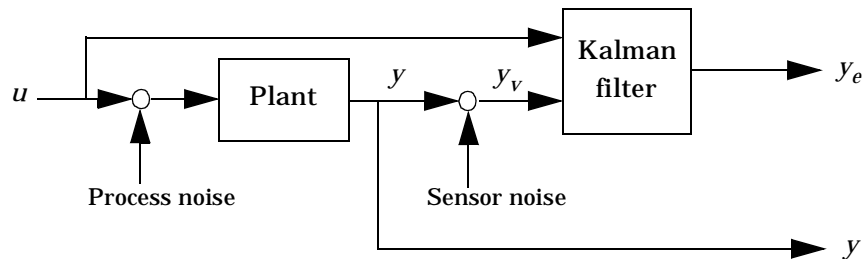 Kalman
filter
y_e
u
Plant
y
y_v
Process noise
Sensor noise
y